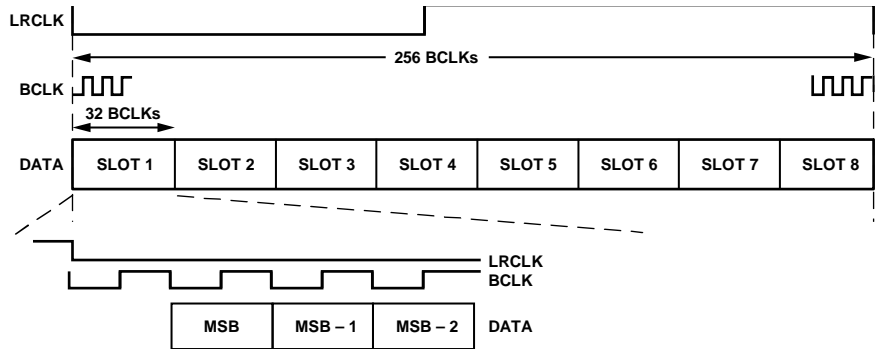 LRCLK
256 BCLKs
BCLK
32 BCLKs
DATA SLOT 1 SLOT 2 SLOT 3 SLOT 4 SLOT 5 SLOT 6 SLOT 7 SLOT 8
LRCLK
BCLK
MSB MSB – 1 MSB – 2 DATA